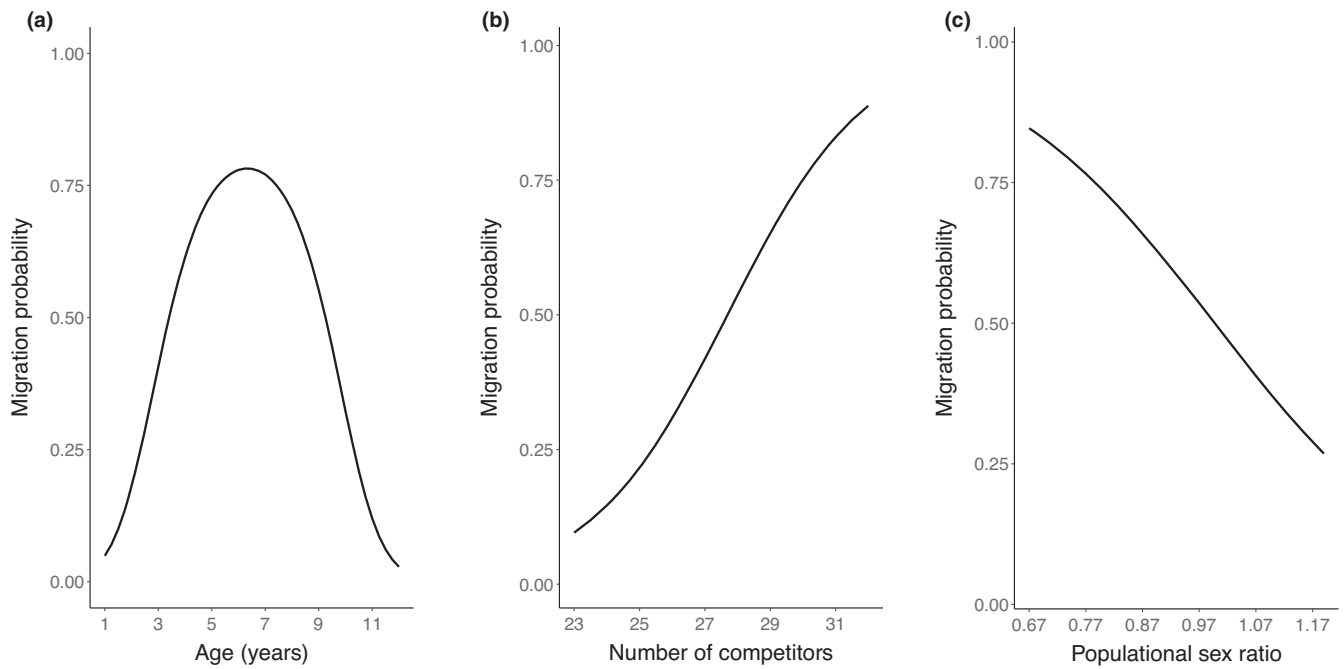 (a)
1.00
0.75
0.50
0.25
0.00
Migration probability
1 3 5 7 9 11
Age (years)
(b)
1.00
0.75
0.50
0.25
0.00
Migration probability
23 25 27 29 31
Number of competitors
(c)
1.00
0.75
0.50
0.25
0.00
Migration probability
0.67 0.77 0.87 0.97 1.07 1.17
Populational sex ratio